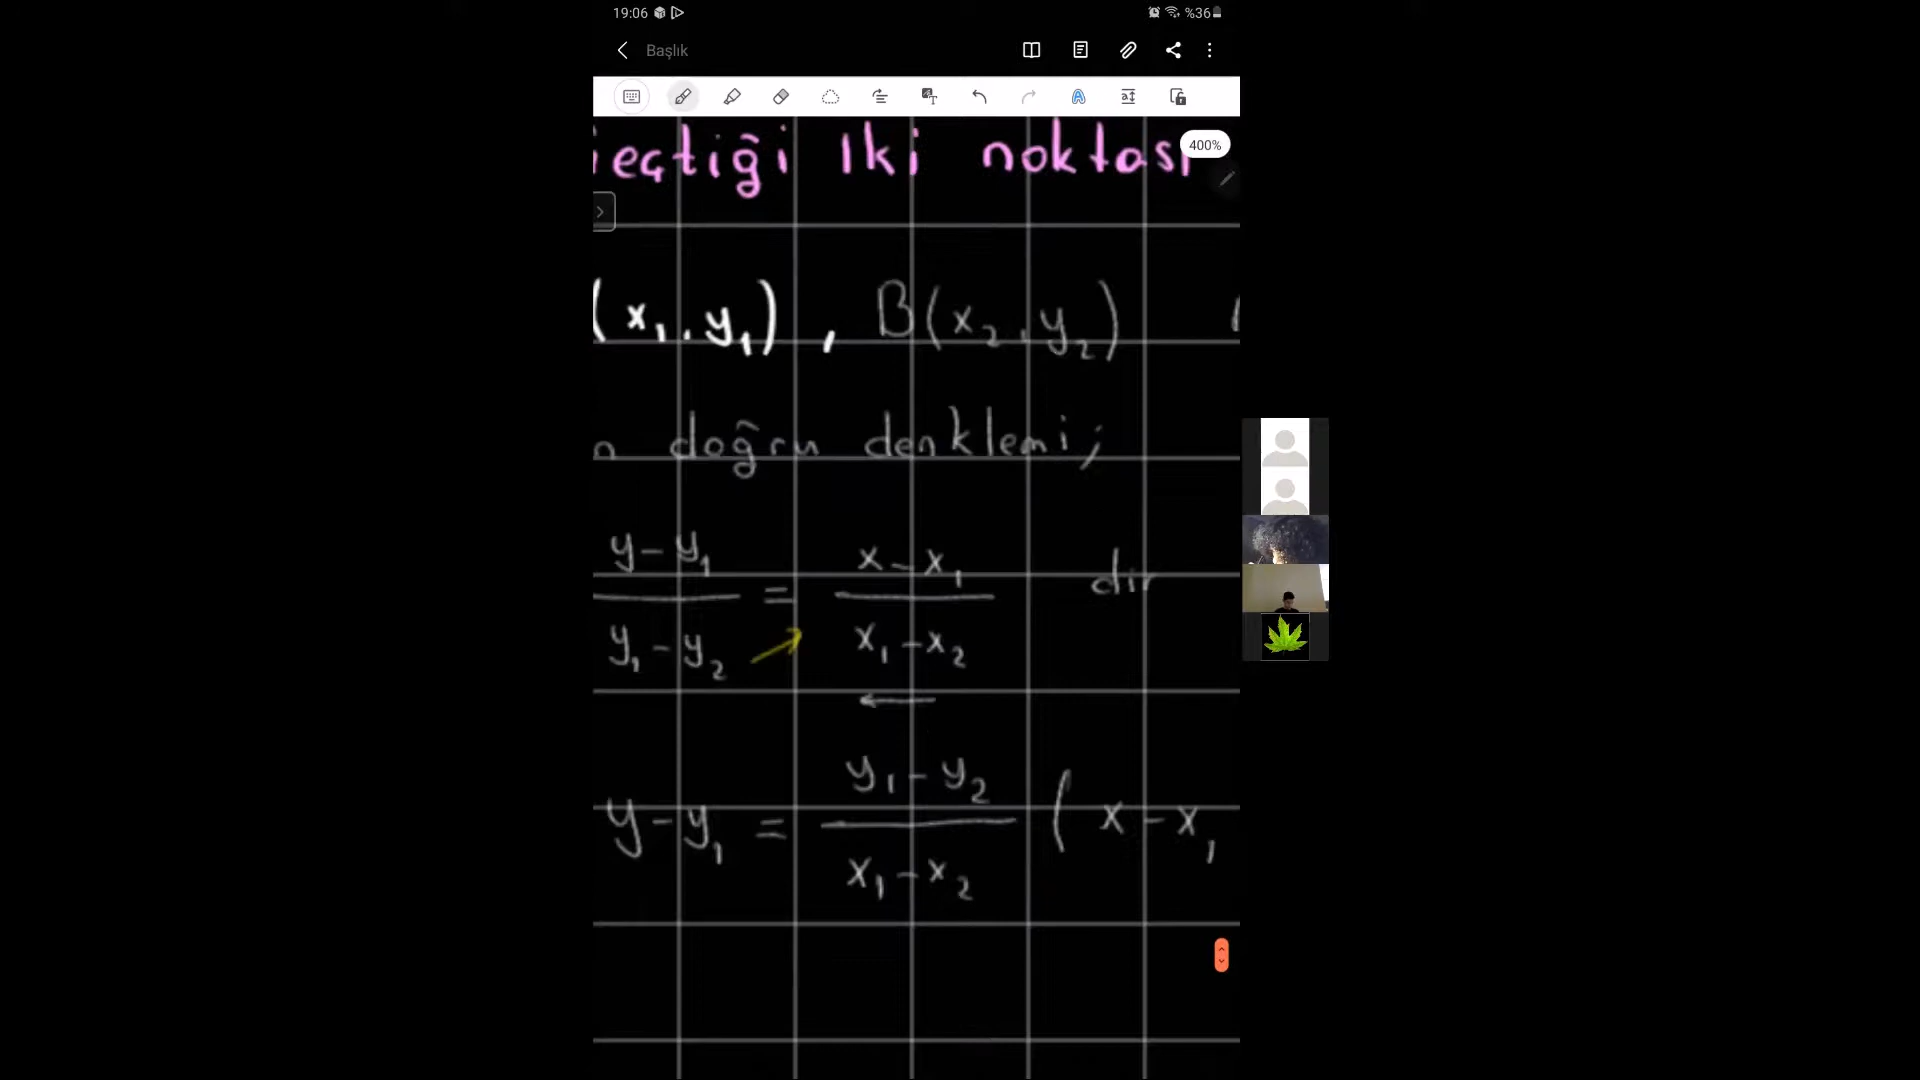 19:06 %36
Başlık
400%
eçtiği Iki noktası
(x₁, y₁) , B(x₂, y₂)
n doğru denklemi;
y-y₁ / y₁-y₂ = x-x₁ / x₁-x₂ dir
y-y₁ = y₁-y₂ / x₁-x₂ (x-x₁